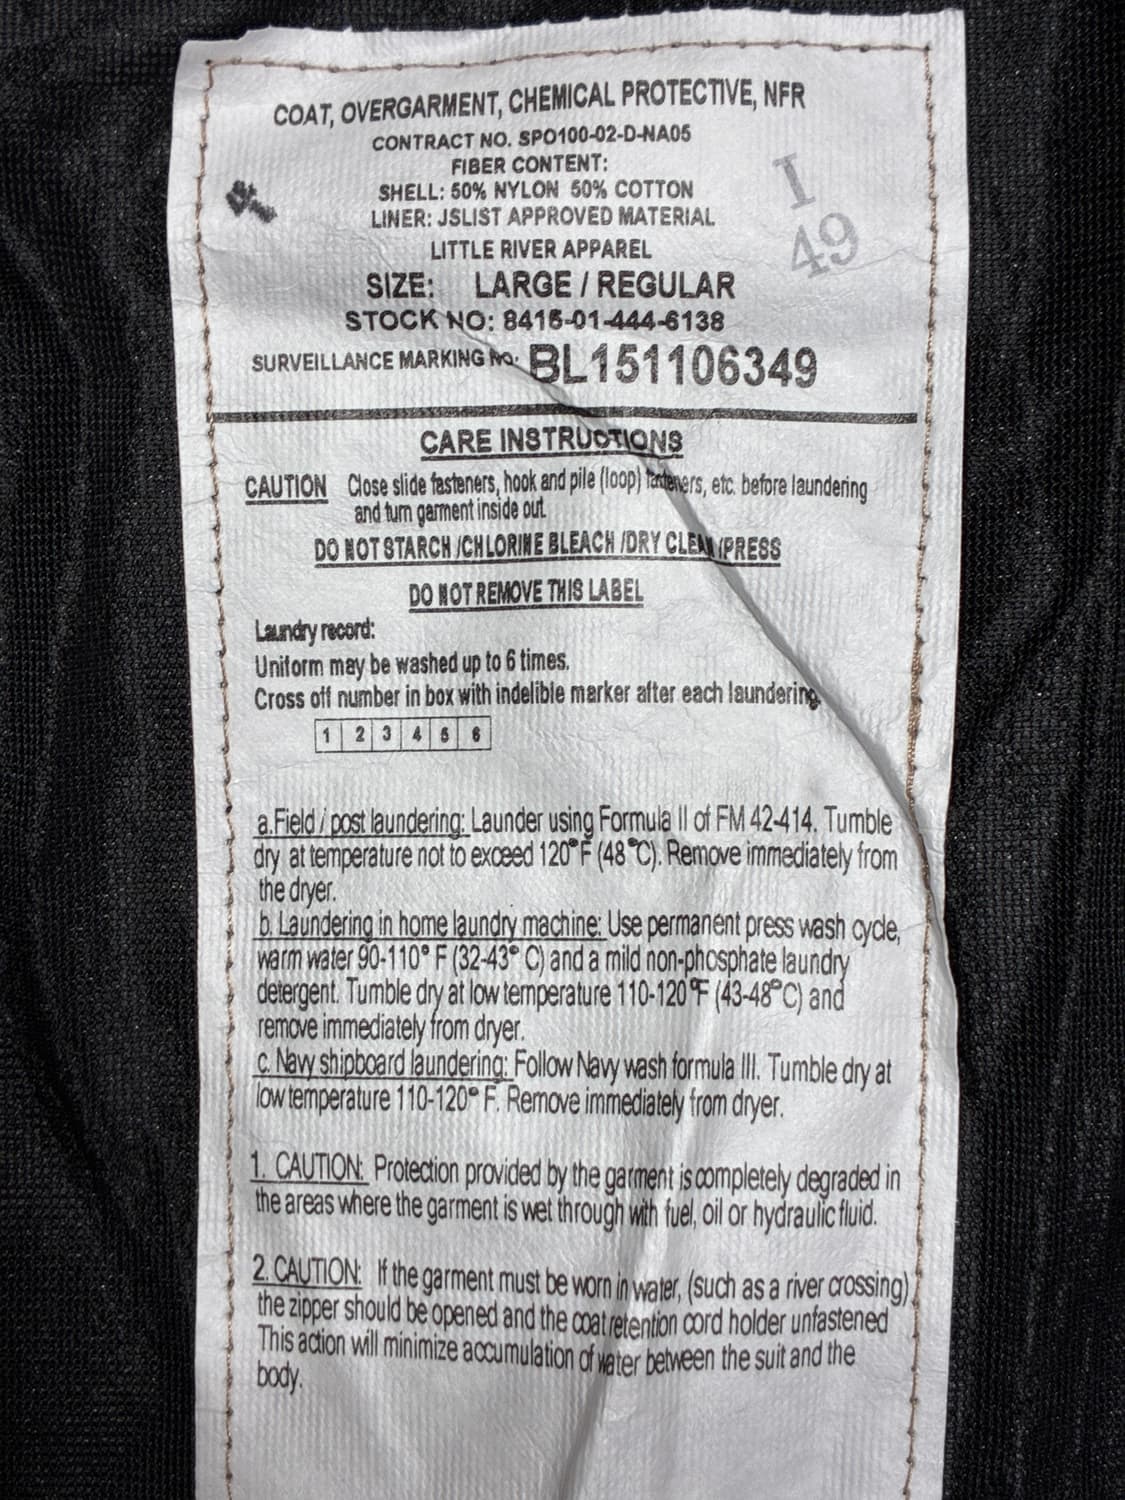 COAT, OVERGARMENT, CHEMICAL PROTECTIVE, NFR
CONTRACT NO. SPO100-02-D-NA05
FIBER CONTENT:
SHELL: 50% NYLON 50% COTTON
LINER: JSLIST APPROVED MATERIAL
LITTLE RIVER APPAREL
I
49
SIZE: LARGE / REGULAR
STOCK NO: 8415-01-444-6138
SURVEILLANCE MARKING No. BL151106349
CARE INSTRUCTIONS
CAUTION Close slide fasteners, hook and pile (loop) fasteners, etc. before laundering
and turn garment inside out
DO NOT STARCH /CHLORINE BLEACH /DRY CLEAN /PRESS
DO NOT REMOVE THIS LABEL
Laundry record:
Uniform may be washed up to 6 times.
Cross off number in box with indelible marker after each laundering.
1 2 3 4 5 6
a.Field / post laundering: Launder using Formula II of FM 42-414. Tumble
dry at temperature not to exceed 120°F (48°C). Remove immediately from
the dryer.
b. Laundering in home laundry machine: Use permanent press wash cycle,
warm water 90-110° F (32-43° C) and a mild non-phosphate laundry
detergent. Tumble dry at low temperature 110-120°F (43-48°C) and
remove immediately from dryer.
c. Navy shipboard laundering: Follow Navy wash formula III. Tumble dry at
low temperature 110-120° F. Remove immediately from dryer.
1. CAUTION: Protection provided by the garment is completely degraded in
the areas where the garment is wet through with fuel, oil or hydraulic fluid.
2. CAUTION: If the garment must be worn in water, (such as a river crossing)
the zipper should be opened and the coat retention cord holder unfastened
This action will minimize accumulation of water between the suit and the
body.